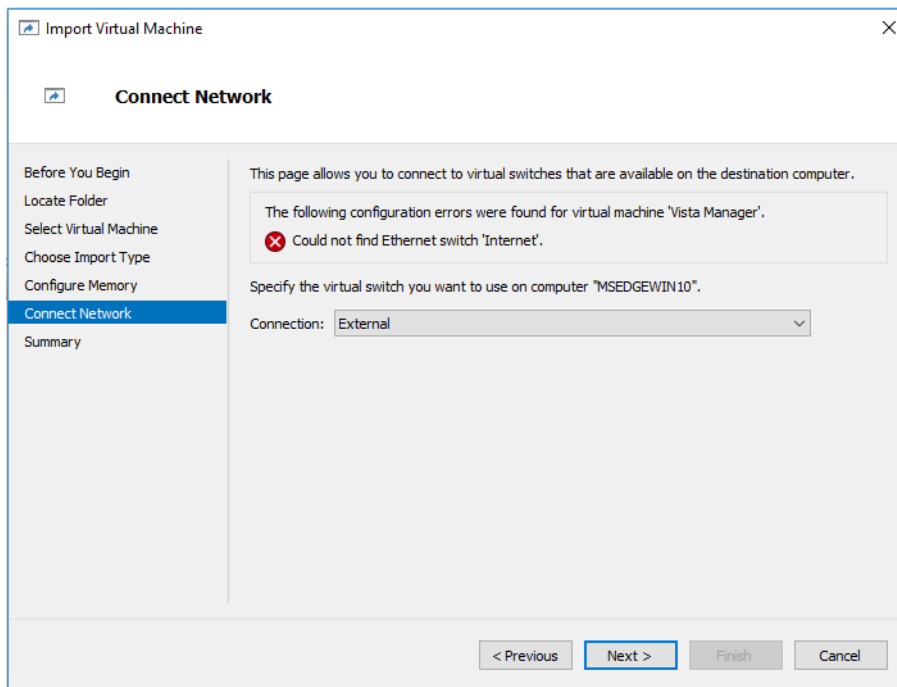 Import Virtual Machine
Connect Network
Before You Begin
Locate Folder
Select Virtual Machine
Choose Import Type
Configure Memory
Connect Network
Summary
This page allows you to connect to virtual switches that are available on the destination computer.
The following configuration errors were found for virtual machine 'Vista Manager'.
Could not find Ethernet switch 'Internet'.
Specify the virtual switch you want to use on computer "MSEDGEWIN10".
Connection: External
< Previous
Next >
Finish
Cancel